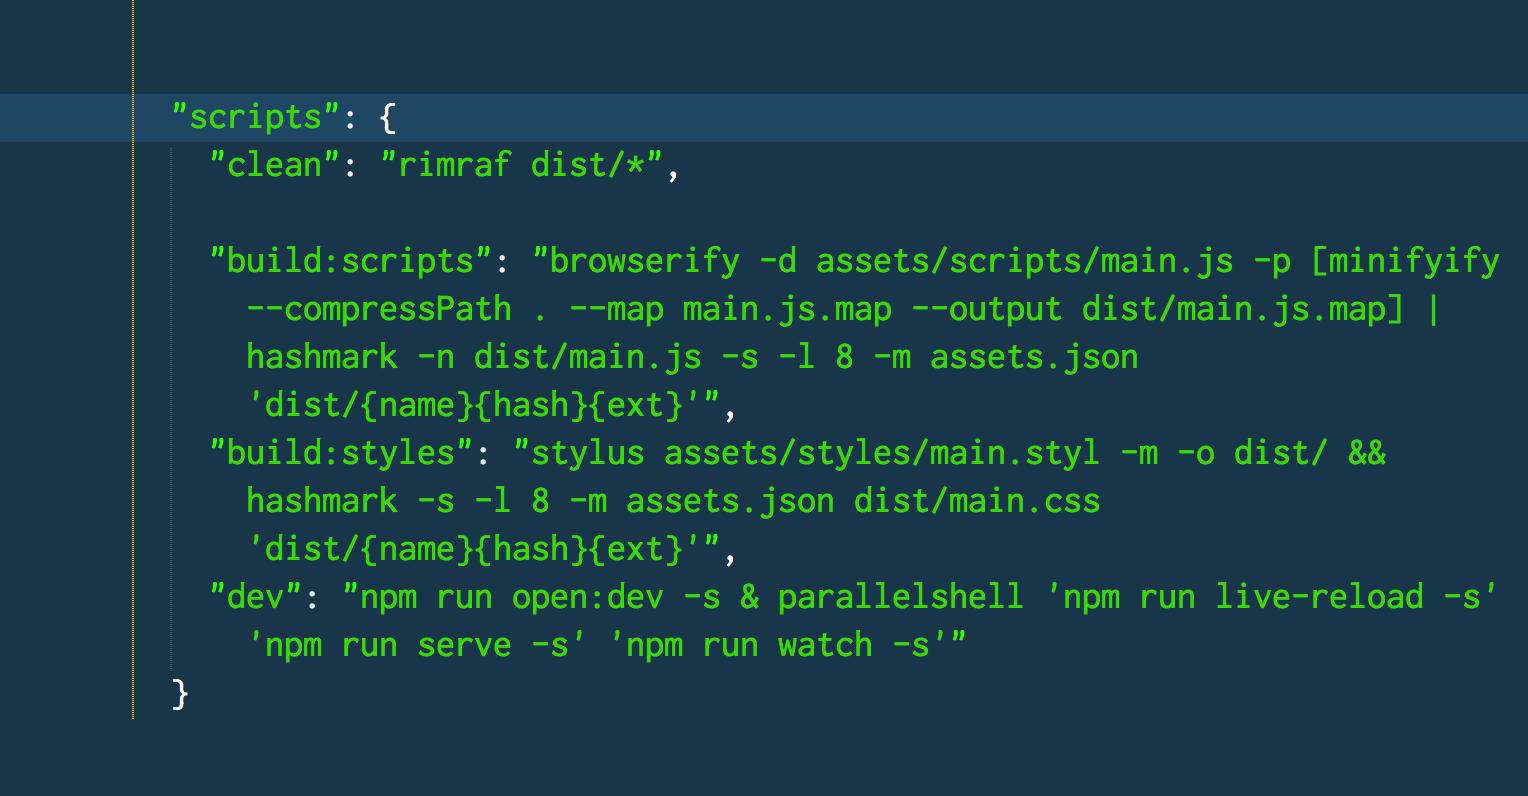 "scripts": {
"clean": "rimraf dist/*",
"build:scripts": "browserify -d assets/scripts/main.js -p [minifyify
--compressPath . --map main.js.map --output dist/main.js.map] |
hashmark -n dist/main.js -s -l 8 -m assets.json
'dist/{name}{hash}{ext}'",
"build:styles": "stylus assets/styles/main.styl -m -o dist/ &&
hashmark -s -l 8 -m assets.json dist/main.css
'dist/{name}{hash}{ext}'",
"dev": "npm run open:dev -s & parallelshell 'npm run live-reload -s'
'npm run serve -s' 'npm run watch -s'"
}